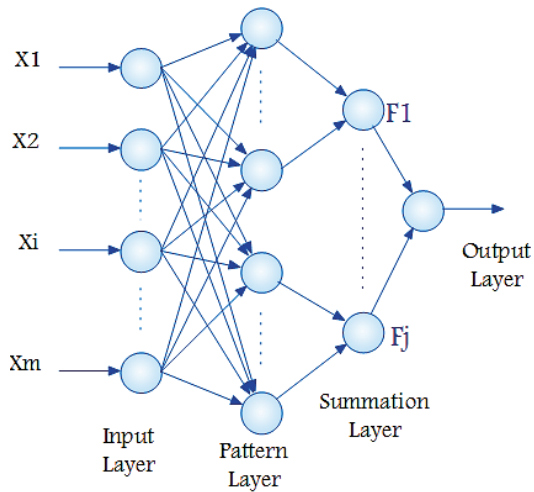 X1
F1
X2
Xi
Output
Layer
Fj
Xm
Summation
Layer
Input
Layer
Pattern
Layer